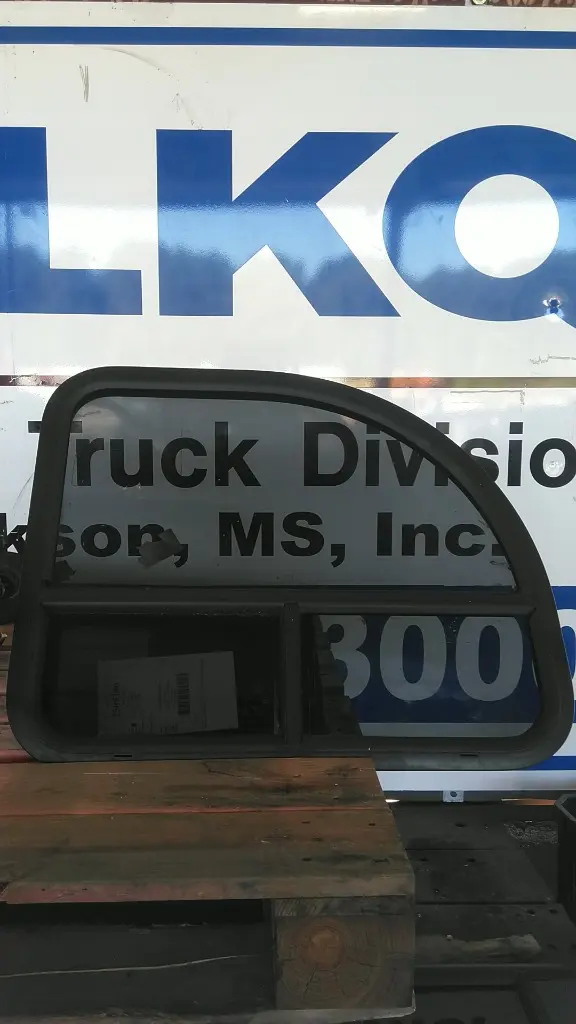 LKQ
Truck Divisio
kson, MS, Inc.
300